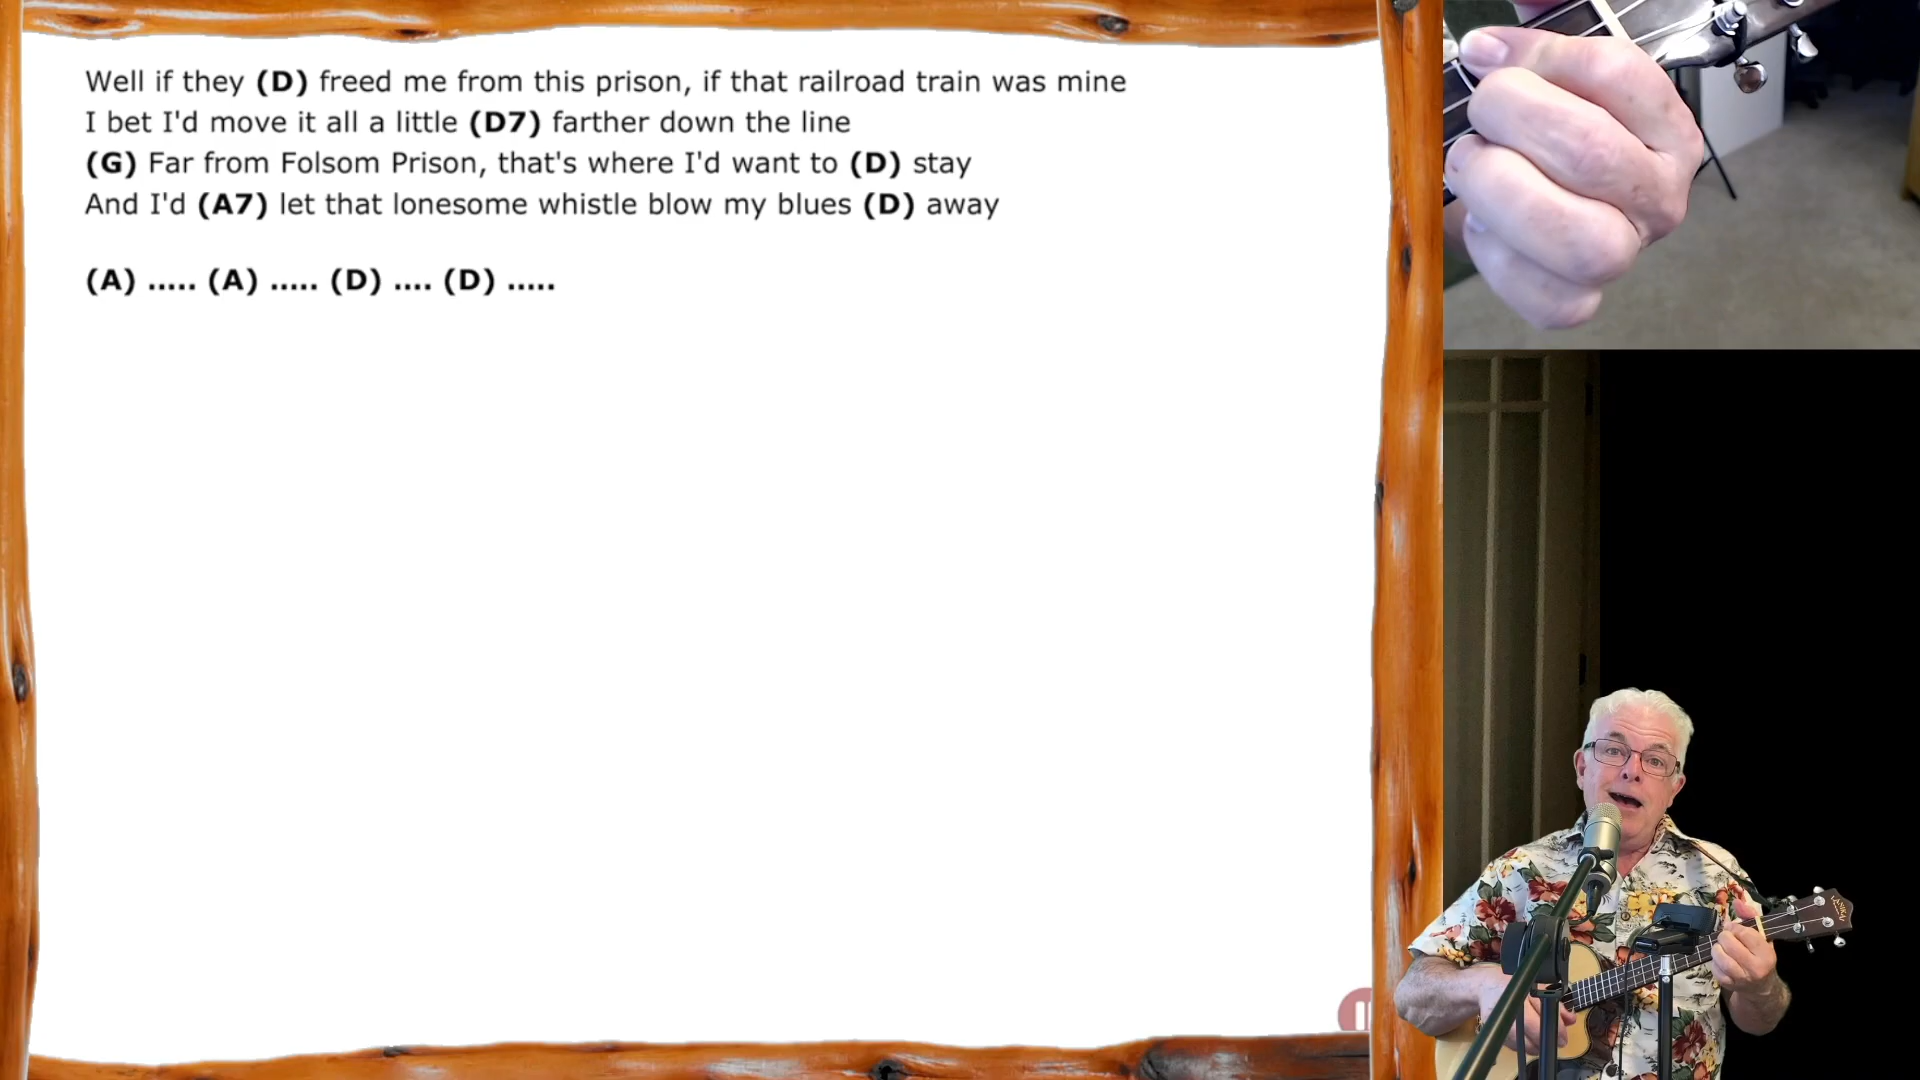 Well if they (D) freed me from this prison, if that railroad train was mine
I bet I'd move it all a little (D7) farther down the line
(G) Far from Folsom Prison, that's where I'd want to (D) stay
And I'd (A7) let that lonesome whistle blow my blues (D) away
(A) ..... (A) ..... (D) .... (D) .....